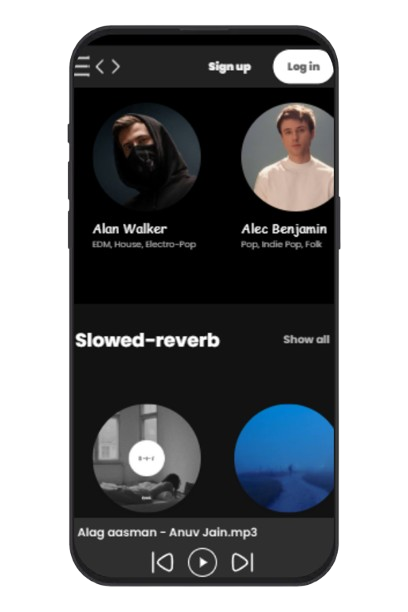 Sign up
Log in
Alan Walker
Alec Benjamin
EDM, House, Electro-Pop
Pop, Indie Pop, Folk
Slowed-reverb
Show all
Alag aasman - Anuv Jain.mp3